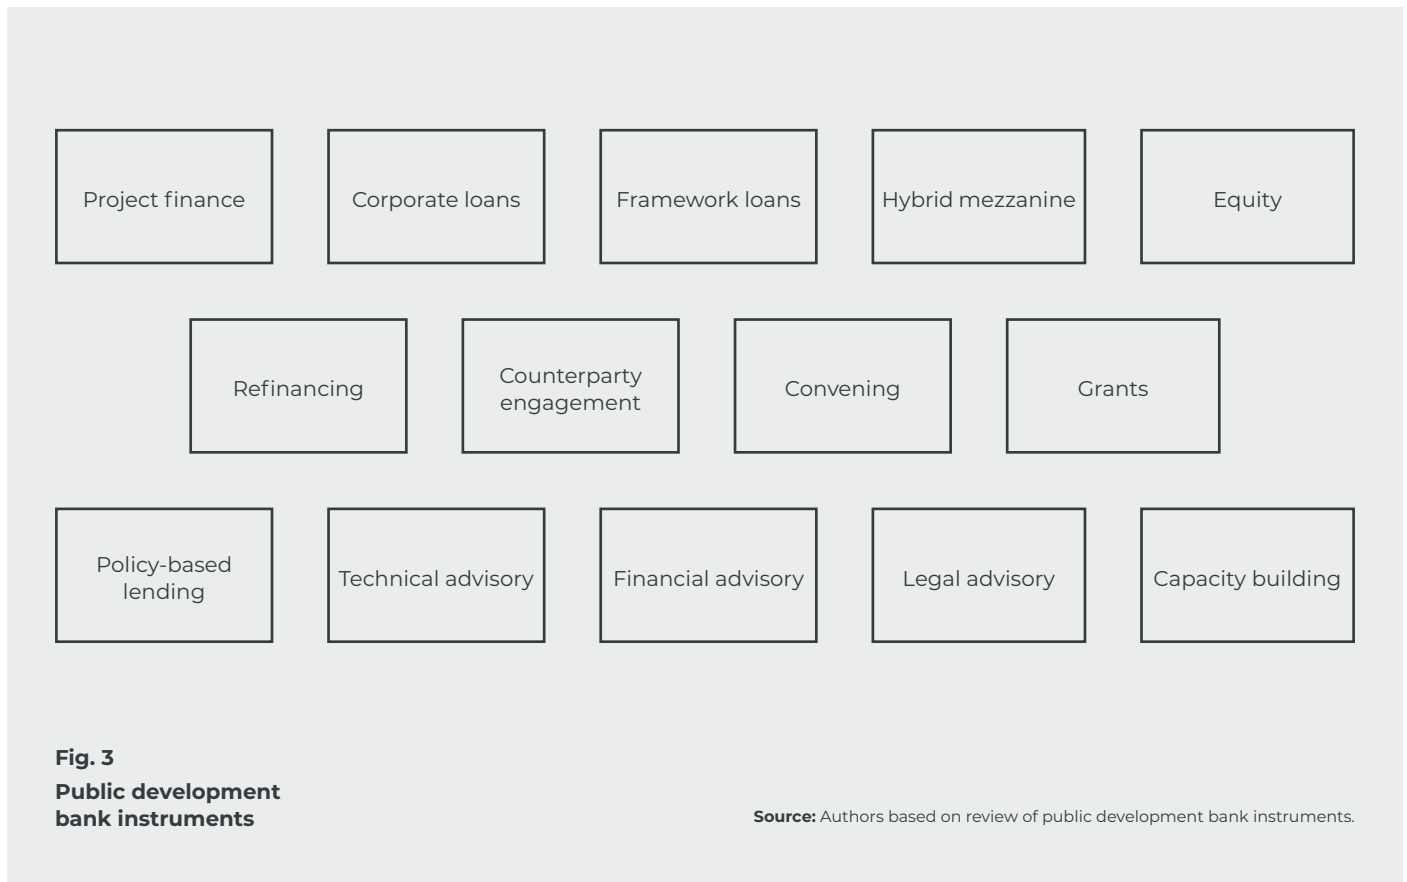 Project finance
Corporate loans
Framework loans
Hybrid mezzanine
Equity
Refinancing
Counterparty
engagement
Convening
Grants
Policy-based
lending
Technical advisory
Financial advisory
Legal advisory
Capacity building
Fig. 3
Public development
bank instruments
Source: Authors based on review of public development bank instruments.